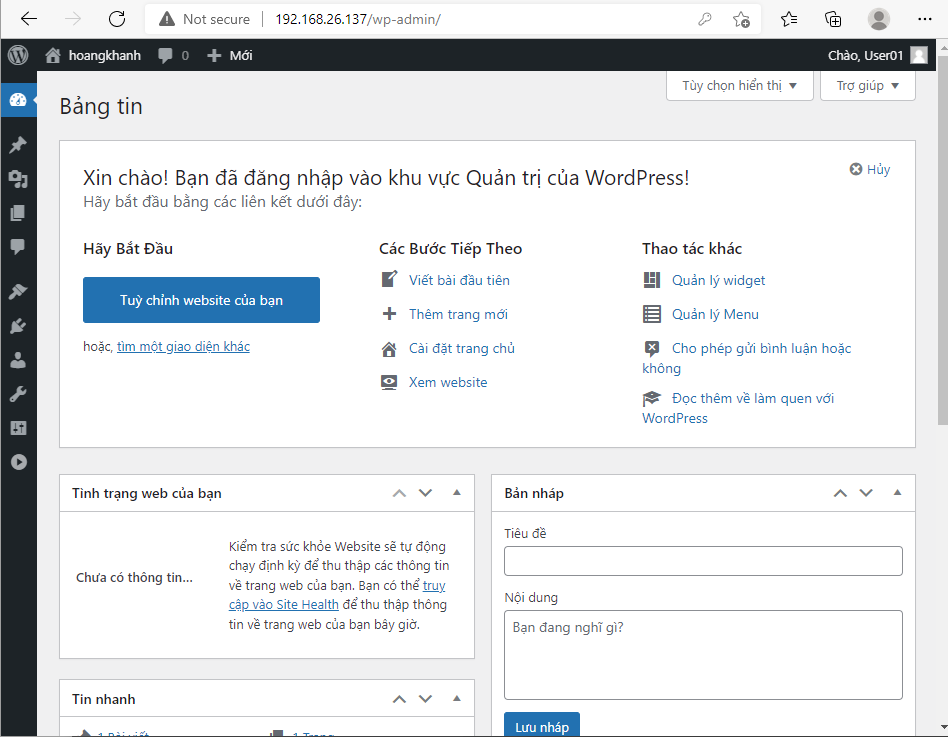 Not secure
192.168.26.137/wp-admin/
hoangkhanh
0
Mới
Chào, User01
Tùy chọn hiển thị
Trợ giúp
Bảng tin
Xin chào! Bạn đã đăng nhập vào khu vực Quản trị của WordPress!
Hủy
Hãy bắt đầu bằng các liên kết dưới đây:
Hãy Bắt Đầu
Tuỳ chỉnh website của bạn
hoặc, tìm một giao diện khác
Các Bước Tiếp Theo
Viết bài đầu tiên
Thêm trang mới
Cài đặt trang chủ
Xem website
Thao tác khác
Quản lý widget
Quản lý Menu
Cho phép gửi bình luận hoặc
không
Đọc thêm về làm quen với
WordPress
Tình trạng web của bạn
Chưa có thông tin...
Kiểm tra sức khỏe Website sẽ tự động
chạy định kỳ để thu thập các thông tin
về trang web của bạn. Bạn có thể truy
cập vào Site Health để thu thập thông
tin về trang web của bạn bây giờ.
Tin nhanh
1 Bài viết
1 Trang
Bản nháp
Tiêu đề
Nội dung
Bạn đang nghĩ gì?
Lưu nháp